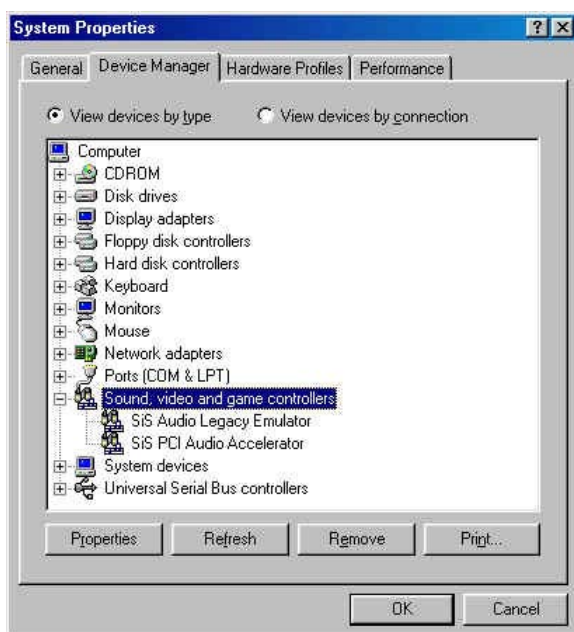 System Properties
General Device Manager Hardware Profiles Performance
View devices by type View devices by connection
Computer
CDROM
Disk drives
Display adapters
Floppy disk controllers
Hard disk controllers
Keyboard
Monitors
Mouse
Network adapters
Ports (COM & LPT)
Sound, video and game controllers
SiS Audio Legacy Emulator
SiS PCI Audio Accelerator
System devices
Universal Serial Bus controllers
Properties Refresh Remove Print...
OK Cancel